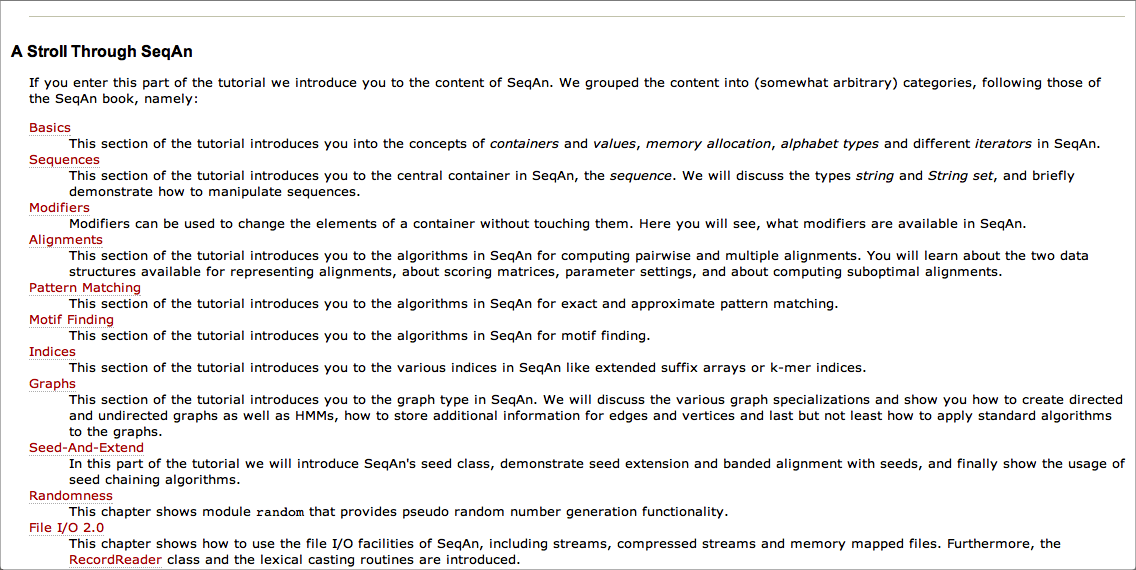 A Stroll Through SeqAn
If you enter this part of the tutorial we introduce you to the content of SeqAn. We grouped the content into (somewhat arbitrary) categories, following those of
the SeqAn book, namely:
Basics
This section of the tutorial introduces you into the concepts of containers and values, memory allocation, alphabet types and different iterators in SeqAn.
Sequences
This section of the tutorial introduces you to the central container in SeqAn, the sequence. We will discuss the types string and String set, and briefly
demonstrate how to manipulate sequences.
Modifiers
Modifiers can be used to change the elements of a container without touching them. Here you will see, what modifiers are available in SeqAn.
Alignments
This section of the tutorial introduces you to the algorithms in SeqAn for computing pairwise and multiple alignments. You will learn about the two data
structures available for representing alignments, about scoring matrices, parameter settings, and about computing suboptimal alignments.
Pattern Matching
This section of the tutorial introduces you to the algorithms in SeqAn for exact and approximate pattern matching.
Motif Finding
This section of the tutorial introduces you to the algorithms in SeqAn for motif finding.
Indices
This section of the tutorial introduces you to the various indices in SeqAn like extended suffix arrays or k-mer indices.
Graphs
This section of the tutorial introduces you to the graph type in SeqAn. We will discuss the various graph specializations and show you how to create directed
and undirected graphs as well as HMMs, how to store additional information for edges and vertices and last but not least how to apply standard algorithms
to the graphs.
Seed-And-Extend
In this part of the tutorial we will introduce SeqAn's seed class, demonstrate seed extension and banded alignment with seeds, and finally show the usage of
seed chaining algorithms.
Randomness
This chapter shows module random that provides pseudo random number generation functionality.
File I/O 2.0
This chapter shows how to use the file I/O facilities of SeqAn, including streams, compressed streams and memory mapped files. Furthermore, the
RecordReader class and the lexical casting routines are introduced.